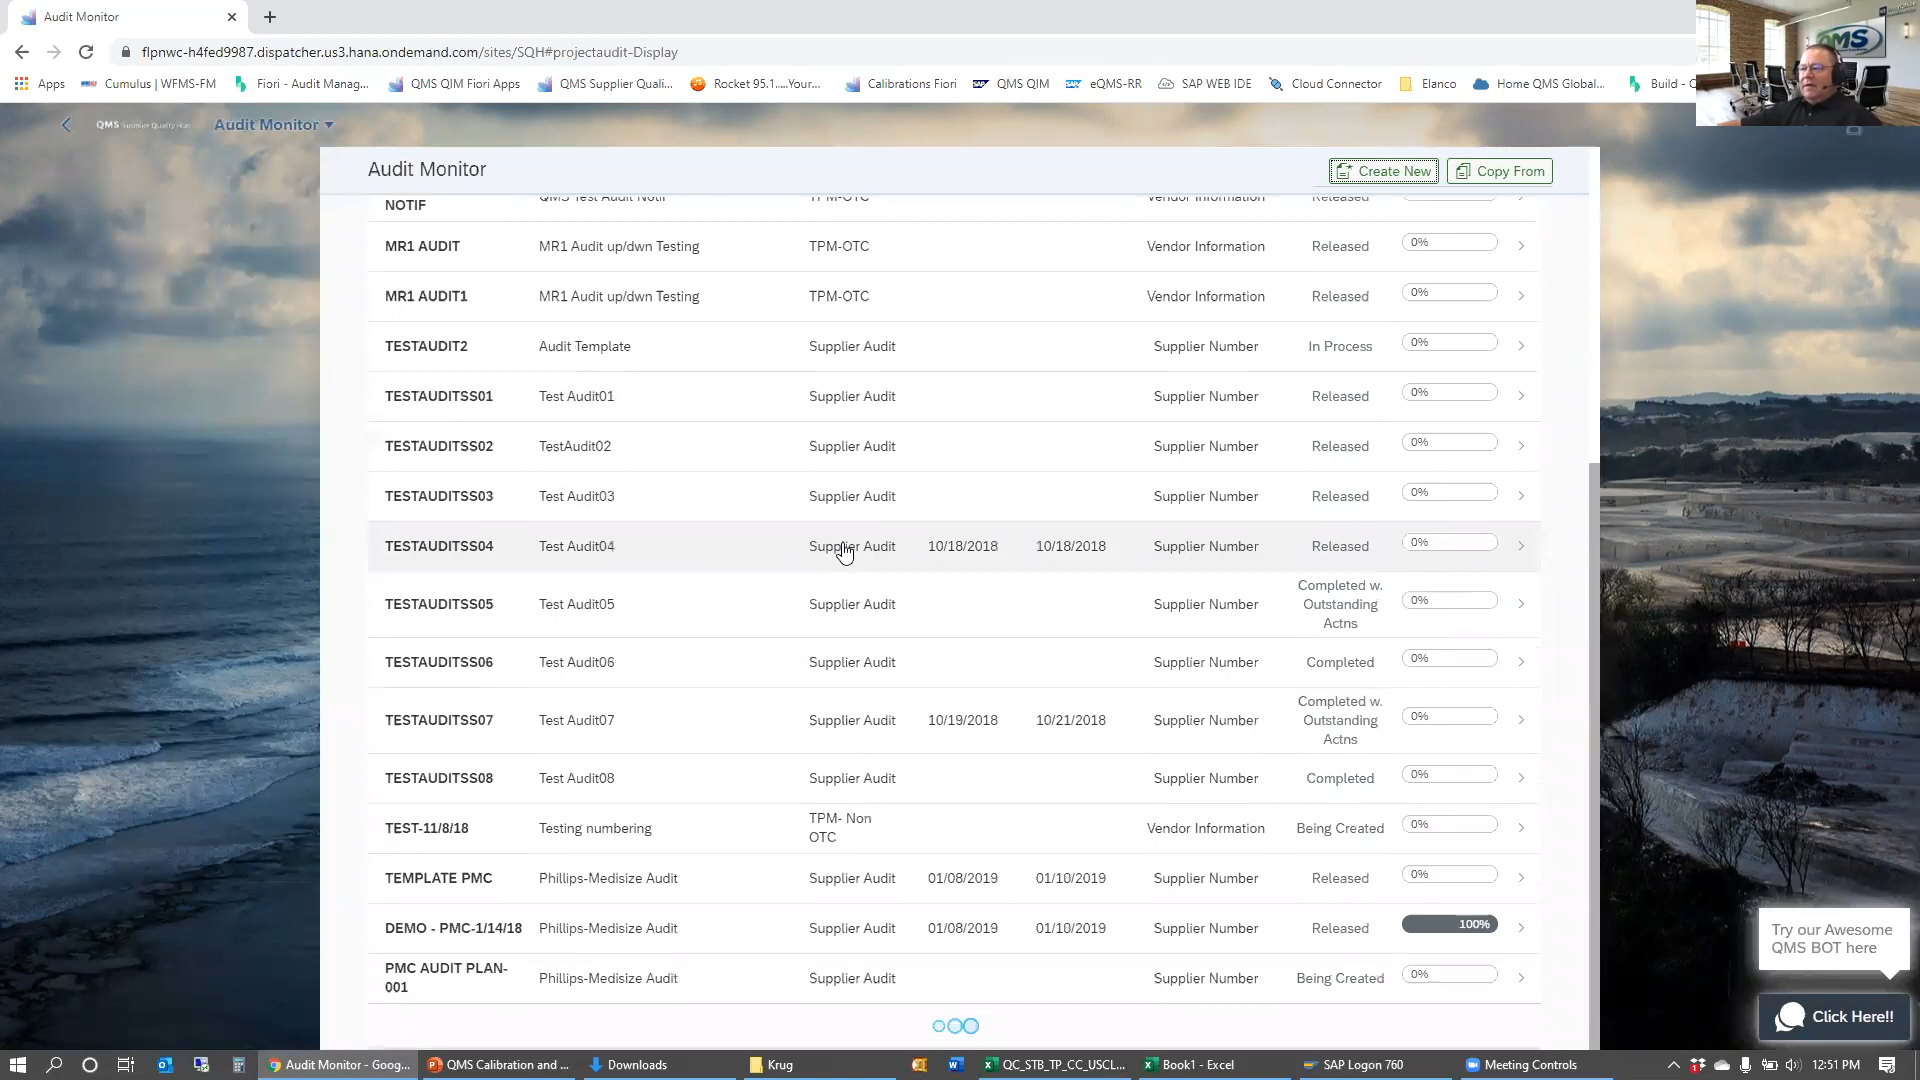 Audit Monitor
flpnwc-h4fed9987.dispatcher.us3.hana.ondemand.com/sites/SQH#projectaudit-Display
Apps Cumulus | WFMS-FM Fiori - Audit Manag... QMS QIM Fiori Apps QMS Supplier Quali... Rocket 95.1.....Your... Calibrations Fiori QMS QIM eQMS-RR SAP WEB IDE Cloud Connector Elanco Home QMS Global... Build -
QMS Supplier Quality Hub Audit Monitor
Audit Monitor Create New Copy From
NOTIF QMS Test Audit Notif TPM-OTC Vendor Information Released
MR1 AUDIT MR1 Audit up/dwn Testing TPM-OTC Vendor Information Released 0%
MR1 AUDIT1 MR1 Audit up/dwn Testing TPM-OTC Vendor Information Released 0%
TESTAUDIT2 Audit Template Supplier Audit Supplier Number In Process 0%
TESTAUDITSS01 Test Audit01 Supplier Audit Supplier Number Released 0%
TESTAUDITSS02 TestAudit02 Supplier Audit Supplier Number Released 0%
TESTAUDITSS03 Test Audit03 Supplier Audit Supplier Number Released 0%
TESTAUDITSS04 Test Audit04 Supplier Audit 10/18/2018 10/18/2018 Supplier Number Released 0%
TESTAUDITSS05 Test Audit05 Supplier Audit Supplier Number Completed w. Outstanding Actns 0%
TESTAUDITSS06 Test Audit06 Supplier Audit Supplier Number Completed 0%
TESTAUDITSS07 Test Audit07 Supplier Audit 10/19/2018 10/21/2018 Supplier Number Completed w. Outstanding Actns 0%
TESTAUDITSS08 Test Audit08 Supplier Audit Supplier Number Completed 0%
TEST-11/8/18 Testing numbering TPM- Non OTC Vendor Information Being Created 0%
TEMPLATE PMC Phillips-Medisize Audit Supplier Audit 01/08/2019 01/10/2019 Supplier Number Released 0%
DEMO - PMC-1/14/18 Phillips-Medisize Audit Supplier Audit 01/08/2019 01/10/2019 Supplier Number Released 100%
PMC AUDIT PLAN-001 Phillips-Medisize Audit Supplier Audit Supplier Number Being Created 0%
Try our Awesome
QMS BOT here
Click Here!!
Audit Monitor - Goog... QMS Calibration and ... Downloads Krug QC_STB_TP_CC_USCL... Book1 - Excel SAP Logon 760 Meeting Controls 12:51 PM
QMS